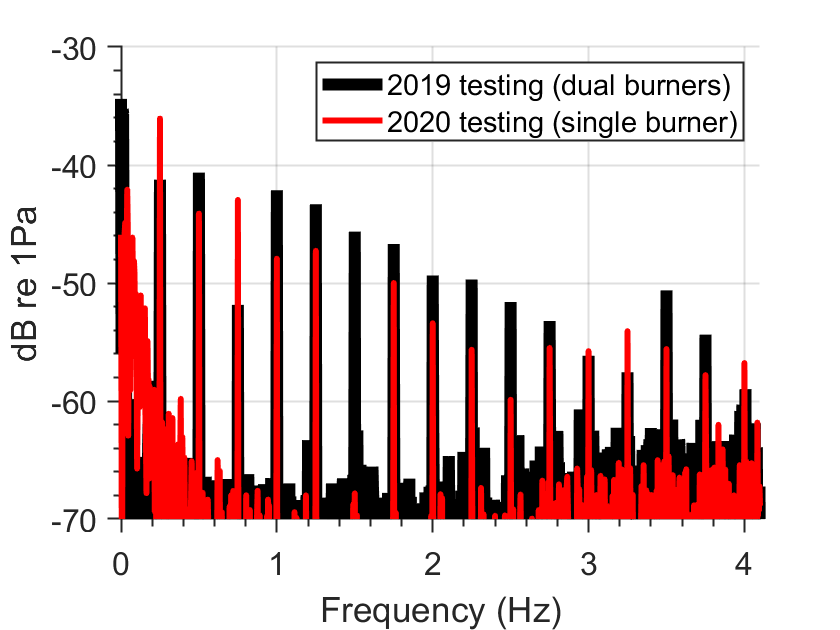 -30
2019 testing (dual burners)
2020 testing (single burner)
-40
-50
-60
-70
dB re 1Pa
0 1 2 3 4
Frequency (Hz)